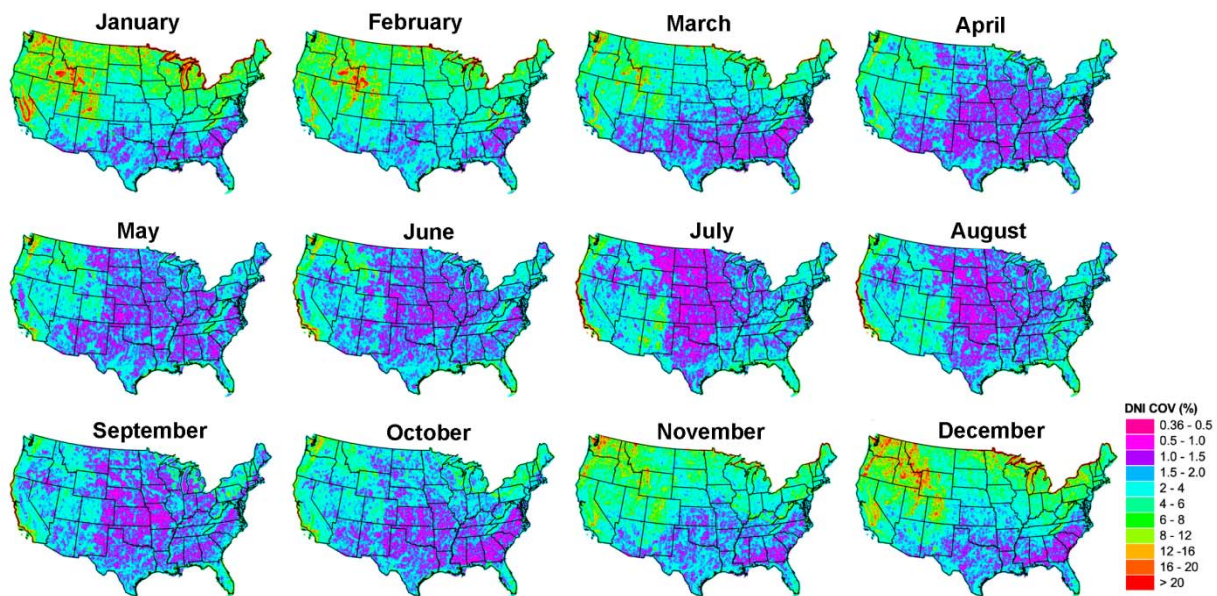 January
February
March
April
May
June
July
August
September
October
November
December
DNI COV (%)
0.36 - 0.5
0.5 - 1.0
1.0 - 1.5
1.5 - 2.0
2 - 4
4 - 6
6 - 8
8 - 12
12 -16
16 - 20
> 20